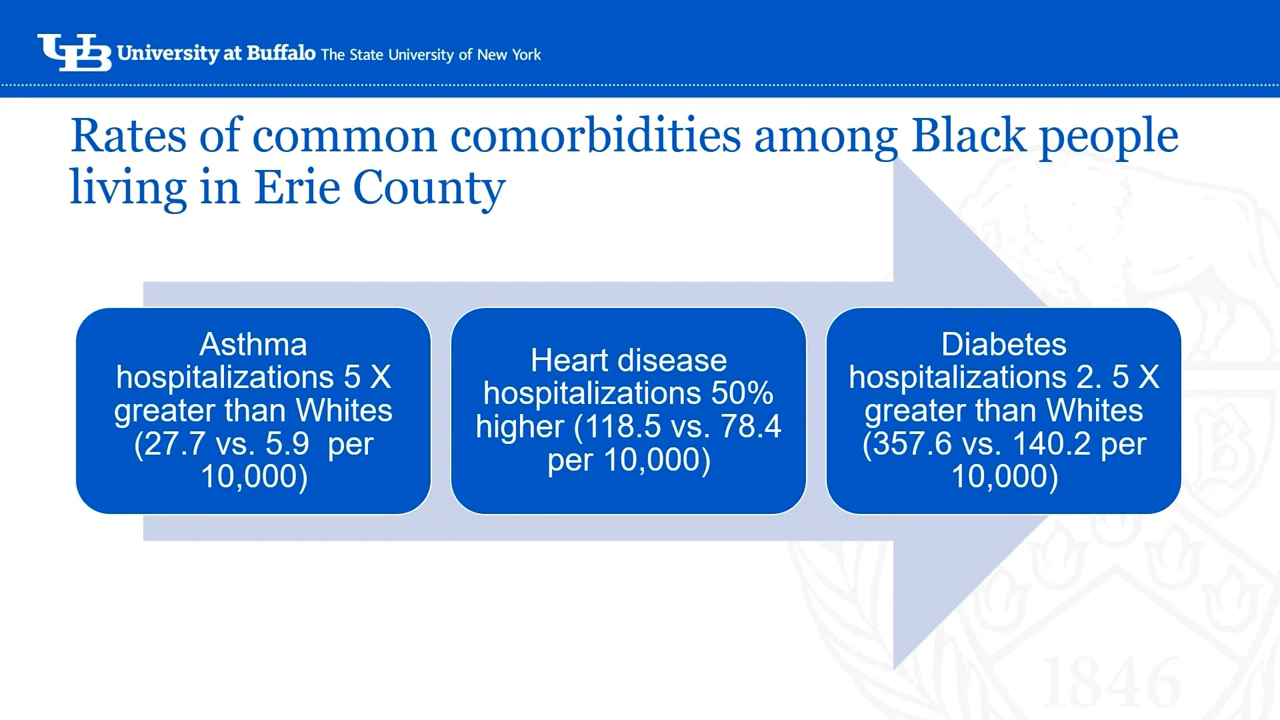 UB University at Buffalo The State University of New York
Rates of common comorbidities among Black people
living in Erie County
Asthma
hospitalizations 5 X
greater than Whites
(27.7 vs. 5.9  per
10,000)
Heart disease
hospitalizations 50%
higher (118.5 vs. 78.4
per 10,000)
Diabetes
hospitalizations 2. 5 X
greater than Whites
(357.6 vs. 140.2 per
10,000)
B
1846